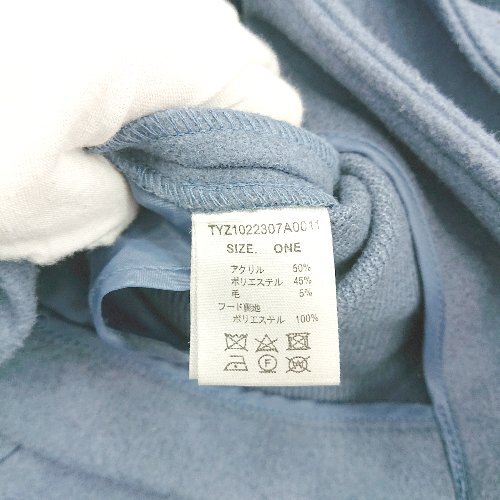 TYZ1022307A0011
SIZE. ONE
アクリル 50%
ポリエステル 45%
毛 5%
フード裏地
ポリエステル 100%